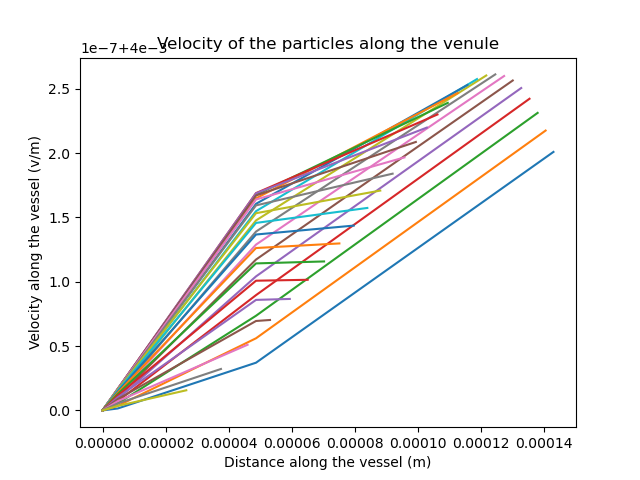 Velocity of the particles along the venule
1e−7+4e−3
2.5
2.0
1.5
1.0
0.5
0.0
Velocity along the vessel (v/m)
0.00000 0.00002 0.00004 0.00006 0.00008 0.00010 0.00012 0.00014
Distance along the vessel (m)